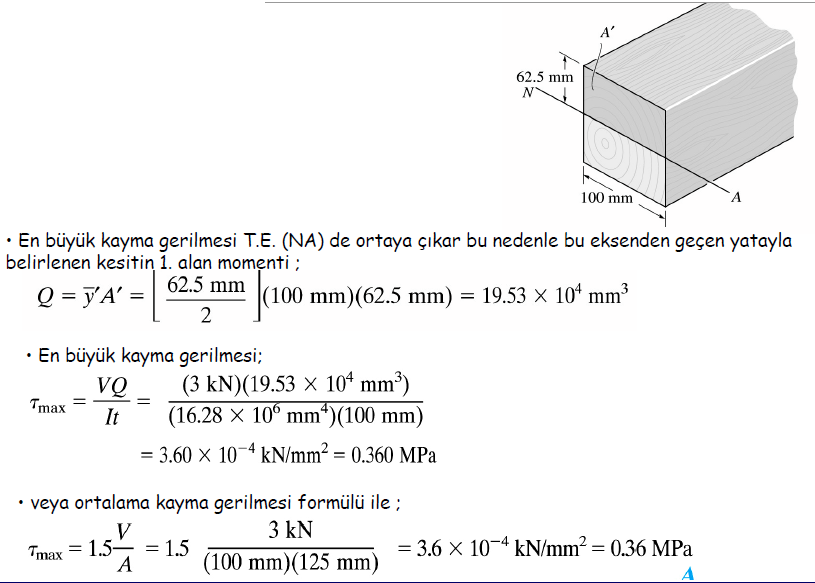 A′
62.5 mm
N
100 mm
A
• En büyük kayma gerilmesi T.E. (NA) de ortaya çıkar bu nedenle bu eksenden geçen yatayla
belirlenen kesitin 1. alan momenti ;
Q = y̅′A′ = [62.5 mm / 2](100 mm)(62.5 mm) = 19.53 × 10⁴ mm³
• En büyük kayma gerilmesi;
τmax = VQ / It = (3 kN)(19.53 × 10⁴ mm³) / (16.28 × 10⁶ mm⁴)(100 mm)
= 3.60 × 10⁻⁴ kN/mm² = 0.360 MPa
• veya ortalama kayma gerilmesi formülü ile ;
τmax = 1.5 V / A = 1.5 3 kN / (100 mm)(125 mm) = 3.6 × 10⁻⁴ kN/mm² = 0.36 MPa
A